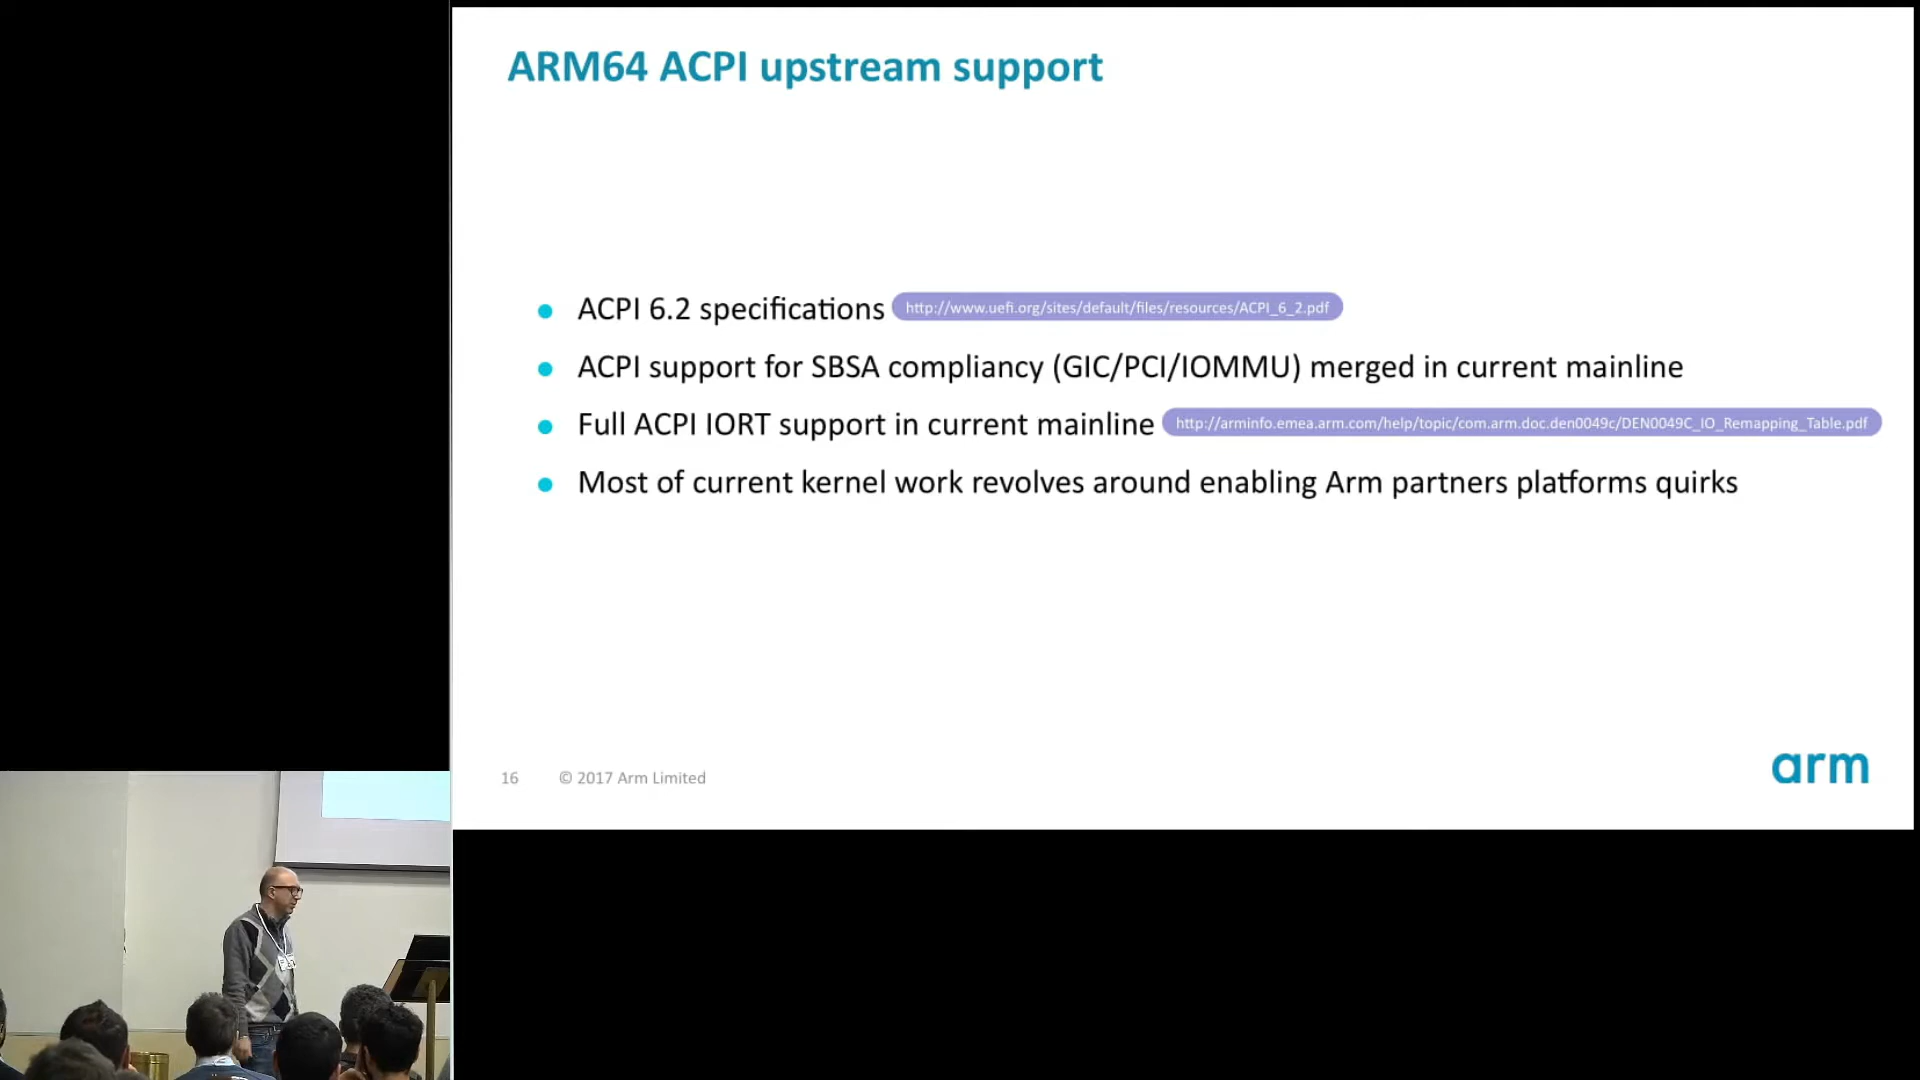 ARM64 ACPI upstream support
ACPI 6.2 specifications http://www.uefi.org/sites/default/files/resources/ACPI_6_2.pdf
ACPI support for SBSA compliancy (GIC/PCI/IOMMU) merged in current mainline
Full ACPI IORT support in current mainline http://arminfo.emea.arm.com/help/topic/com.arm.doc.den0049c/DEN0049C_IO_Remapping_Table.pdf
Most of current kernel work revolves around enabling Arm partners platforms quirks
16 © 2017 Arm Limited
arm